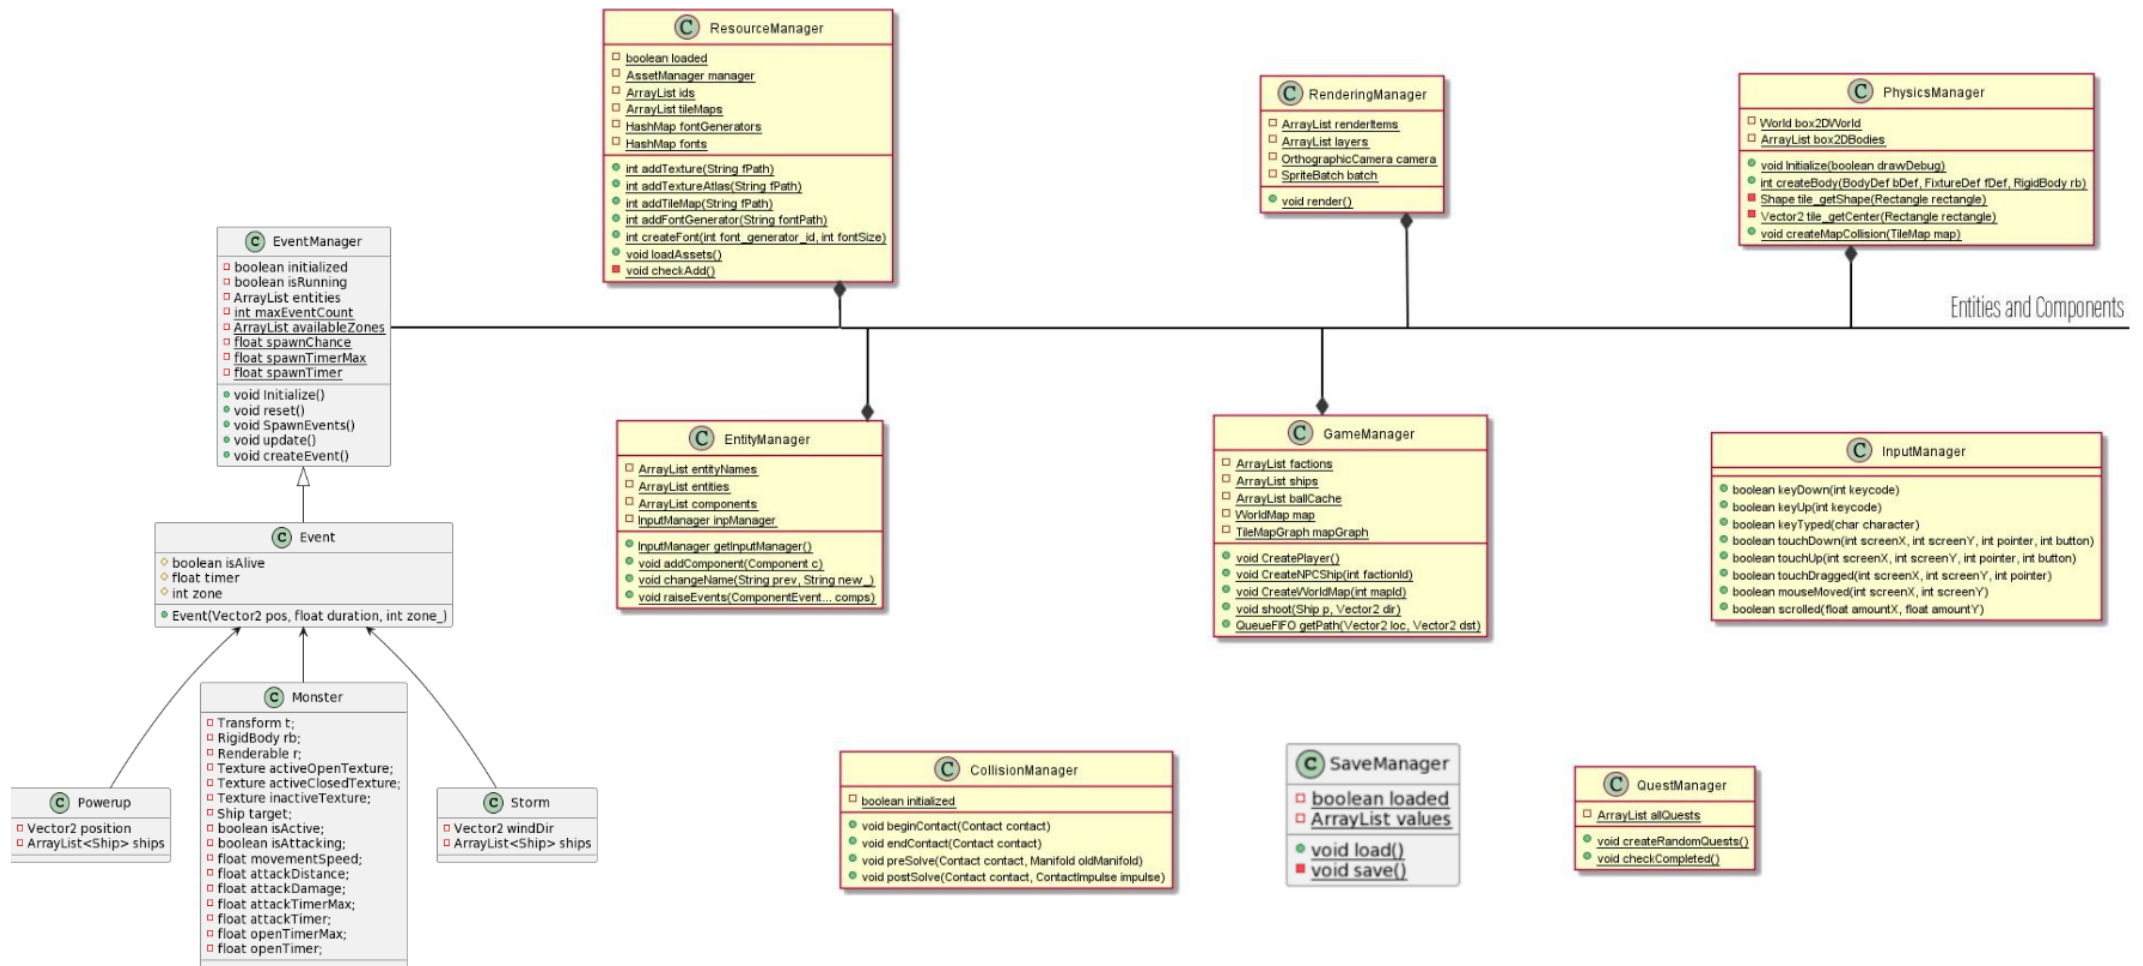 ResourceManager
boolean loaded
AssetManager manager
ArrayList ids
ArrayList tileMaps
HashMap fontGenerators
HashMap fonts
int addTexture(String fPath)
int addTextureAtlas(String fPath)
int addTileMap(String fPath)
int addFontGenerator(String fontPath)
int createFont(int font_generator_id, int fontSize)
void loadAssets()
void checkAdd()
RenderingManager
ArrayList renderItems
ArrayList layers
OrthographicCamera camera
SpriteBatch batch
void render()
PhysicsManager
World box2DWorld
ArrayList box2DBodies
void Initialize(boolean drawDebug)
int createBody(BodyDef bDef, FixtureDef fDef, RigidBody rb)
Shape tile_getShape(Rectangle rectangle)
Vector2 tile_getCenter(Rectangle rectangle)
void createMapCollision(TileMap map)
Entities and Components
EventManager
boolean initialized
boolean isRunning
ArrayList entities
int maxEventCount
ArrayList availableZones
float spawnChance
float spawnTimerMax
float spawnTimer
void Initialize()
void reset()
void SpawnEvents()
void update()
void createEvent()
EntityManager
ArrayList entityNames
ArrayList entities
ArrayList components
InputManager inpManager
InputManager getInputManager()
void addComponent(Component c)
void changeName(String prev, String new_)
void raiseEvents(ComponentEvent... comps)
GameManager
ArrayList factions
ArrayList ships
ArrayList ballCache
WorldMap map
TileMapGraph mapGraph
void CreatePlayer()
void CreateNPCShip(int factionId)
void CreateWorldMap(int mapId)
void shoot(Ship p, Vector2 dir)
QueueFIFO getPath(Vector2 loc, Vector2 dst)
InputManager
boolean keyDown(int keycode)
boolean keyUp(int keycode)
boolean keyTyped(char character)
boolean touchDown(int screenX, int screenY, int pointer, int button)
boolean touchUp(int screenX, int screenY, int pointer, int button)
boolean touchDragged(int screenX, int screenY, int pointer)
boolean mouseMoved(int screenX, int screenY)
boolean scrolled(float amountX, float amountY)
Event
boolean isAlive
float timer
int zone
Event(Vector2 pos, float duration, int zone_)
Powerup
Vector2 position
ArrayList<Ship> ships
Monster
Transform t;
RigidBody rb;
Renderable r;
Texture activeOpenTexture;
Texture activeClosedTexture;
Texture inactiveTexture;
Ship target;
boolean isActive;
boolean isAttacking;
float movementSpeed;
float attackDistance;
float attackDamage;
float attackTimerMax;
float attackTimer;
float openTimerMax;
float openTimer;
Storm
Vector2 windDir
ArrayList<Ship> ships
CollisionManager
boolean initialized
void beginContact(Contact contact)
void endContact(Contact contact)
void preSolve(Contact contact, Manifold oldManifold)
void postSolve(Contact contact, ContactImpulse impulse)
SaveManager
boolean loaded
ArrayList values
void load()
void save()
QuestManager
ArrayList allQuests
void createRandomQuests()
void checkCompleted()